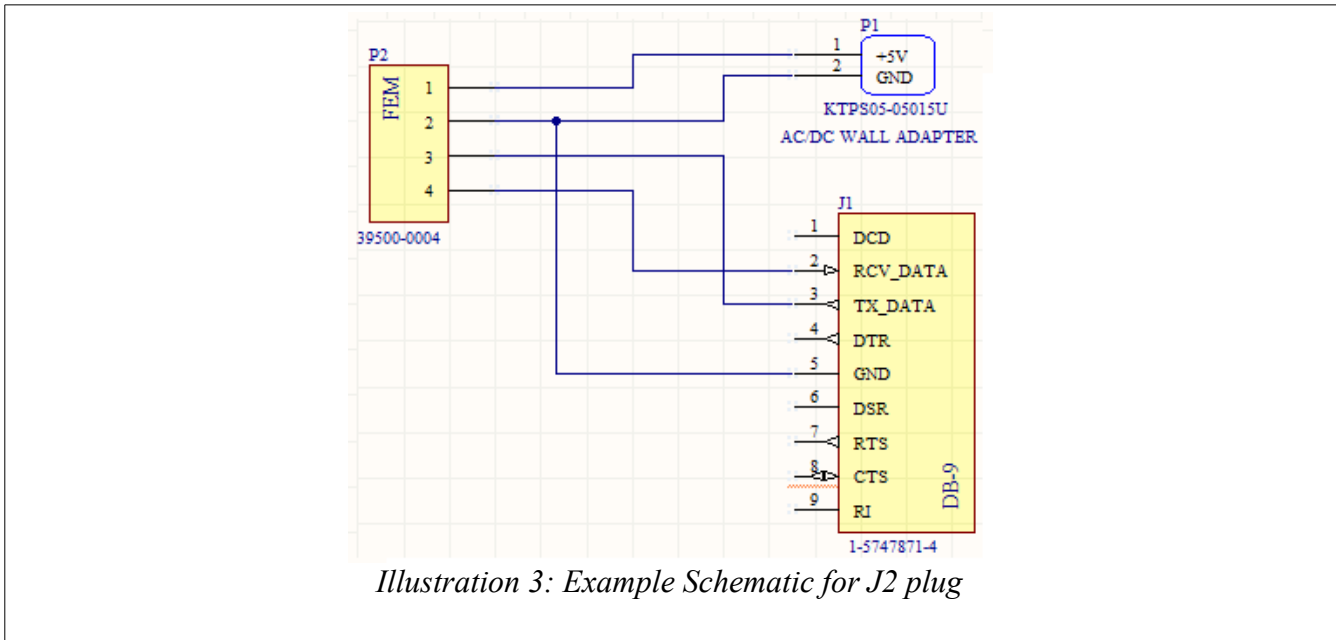 P2
FEM
1
2
3
4
39500-0004
P1
1
+5V
2
GND
KTPS05-05015U
AC/DC WALL ADAPTER
J1
1
DCD
2
RCV_DATA
3
TX_DATA
4
DTR
5
GND
6
DSR
7
RTS
8
CTS
9
RI
DB-9
1-5747871-4
Illustration 3: Example Schematic for J2 plug